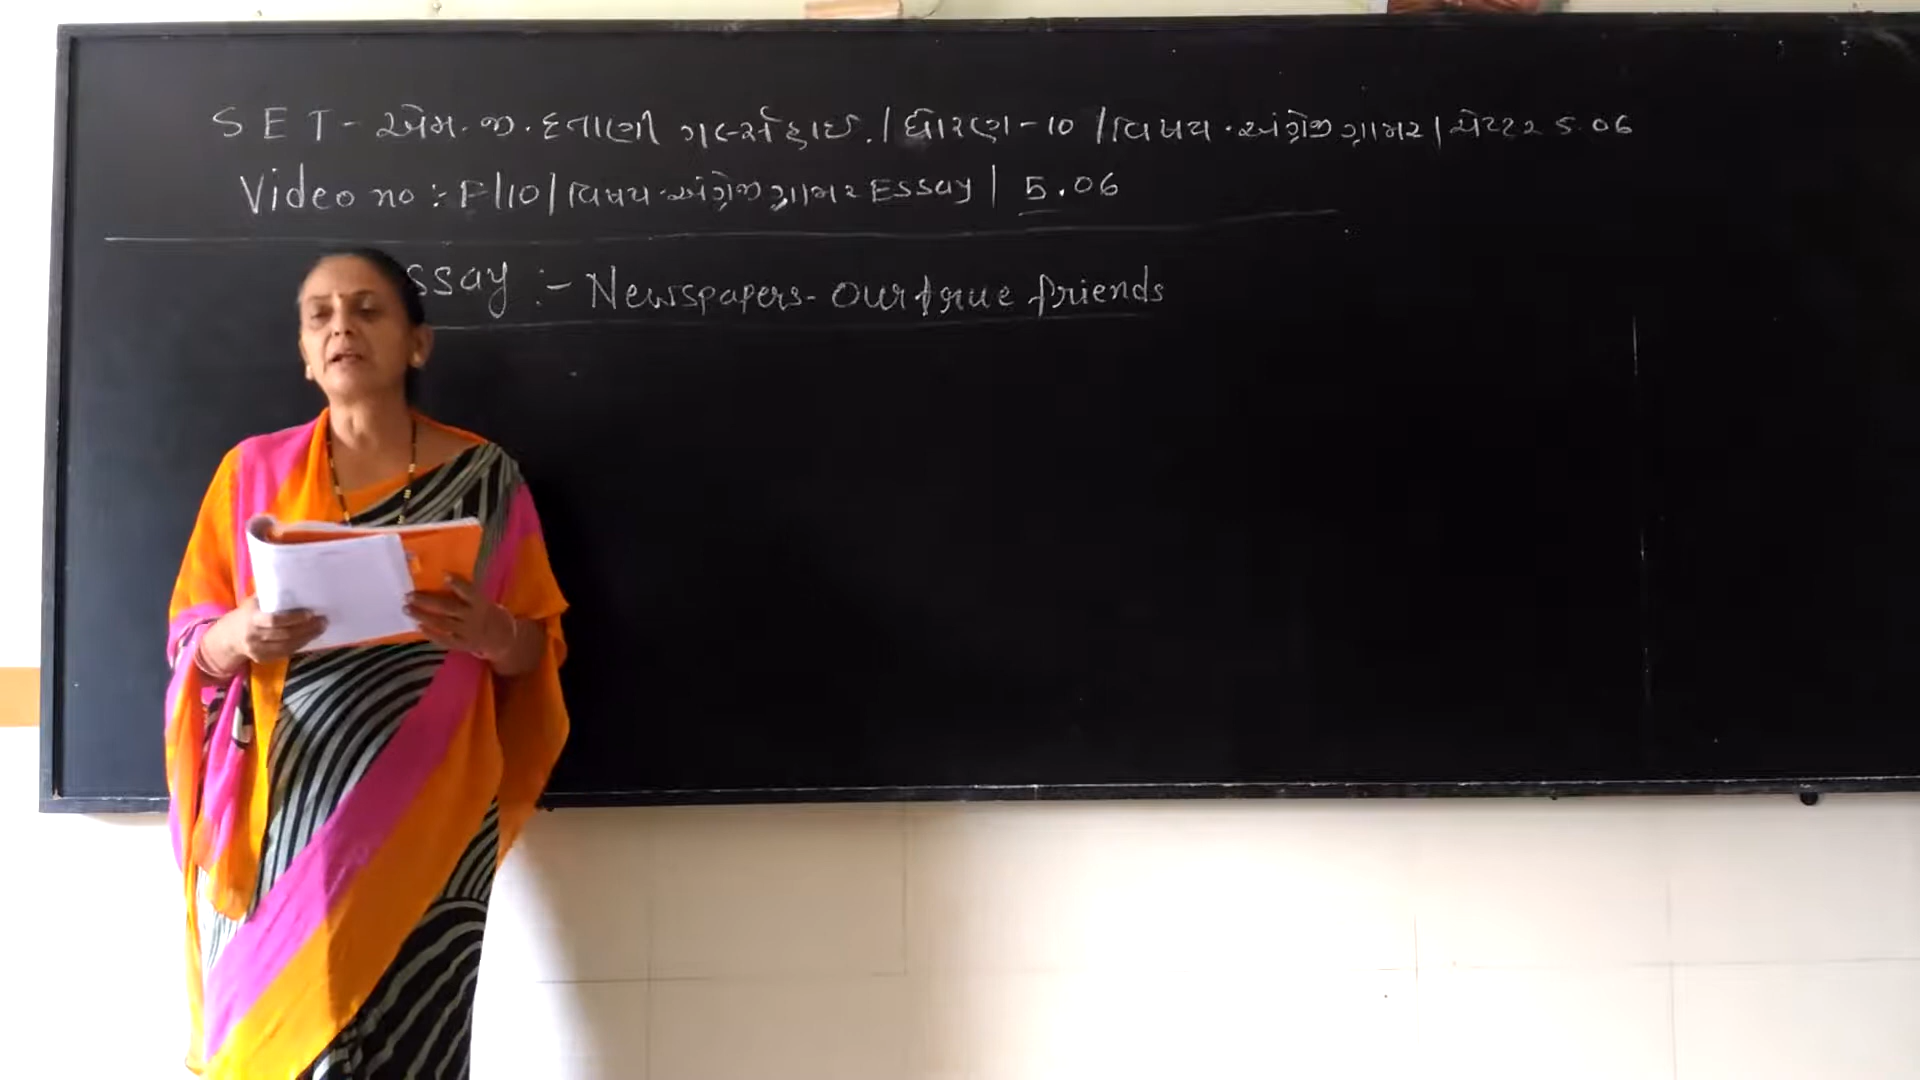 SET - એમ.જી. દત્તાણી ગર્લ્સ હાઈ. | ધોરણ - 10 | વિષય - અંગ્રેજી ગ્રામર | ચેપ્ટર 5.06
Video no :- F/10 | વિષય - અંગ્રેજી ગ્રામર Essay | 5.06
ssay :- Newspapers - Our true friends